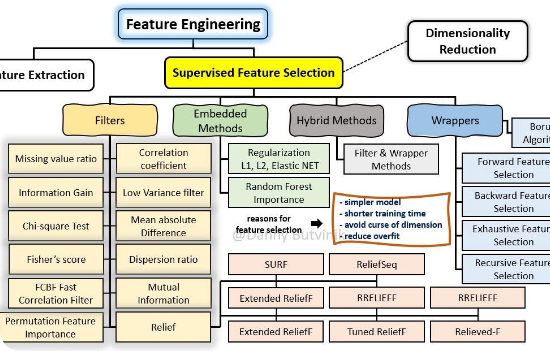 Feature Engineering
Dimensionality
Reduction
ture Extraction
Supervised Feature Selection
Filters
Embedded
Methods
Hybrid Methods
Wrappers
Boru
Algorit
Missing value ratio
Correlation
coefficient
Regularization
L1, L2, Elastic NET
Filter & Wrapper
Methods
Forward Feature
Selection
Information Gain
Low Variance filter
Random Forest
Importance
Backward Feature
Selection
Chi-square Test
Mean absolute
Difference
reasons for
feature selection
- simpler model
- shorter training time
- avoid curse of dimension
- reduce overfit
@Danny Butvinik
Exhaustive Feature
Selection
Fisher's score
Dispersion ratio
Recursive Feature
Selection
SURF
ReliefSeq
FCBF Fast
Correlation Filter
Mutual
Information
Extended ReliefF
RRELIEFF
RRELIEFF
Permutation Feature
Importance
Relief
Extended ReliefF
Tuned ReliefF
Relieved-F